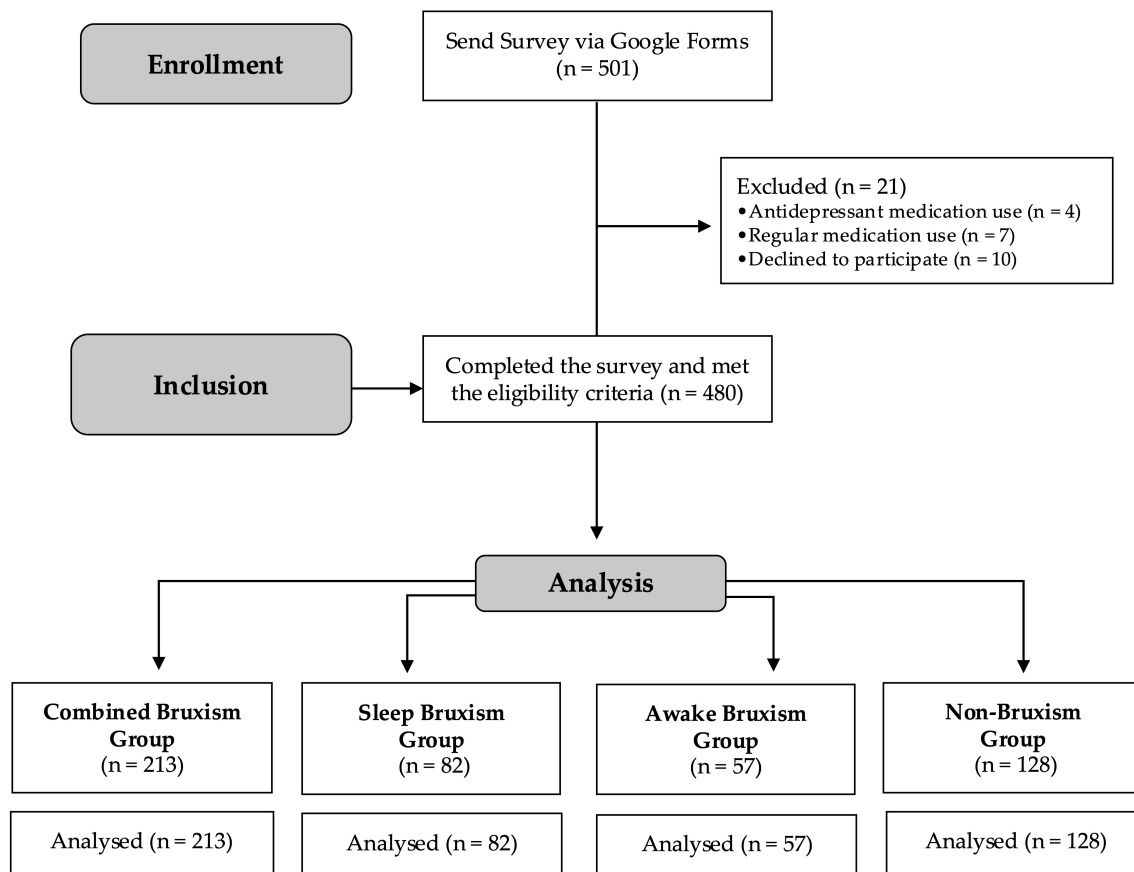 Enrollment
Send Survey via Google Forms
(n = 501)
Excluded (n = 21)
•Antidepressant medication use (n = 4)
•Regular medication use (n = 7)
•Declined to participate (n = 10)
Inclusion
Completed the survey and met
the eligibility criteria (n = 480)
Analysis
Combined Bruxism
Group
(n = 213)
Sleep Bruxism
Group
(n = 82)
Awake Bruxism
Group
(n = 57)
Non-Bruxism
Group
(n = 128)
Analysed (n = 213)
Analysed (n = 82)
Analysed (n = 57)
Analysed (n = 128)